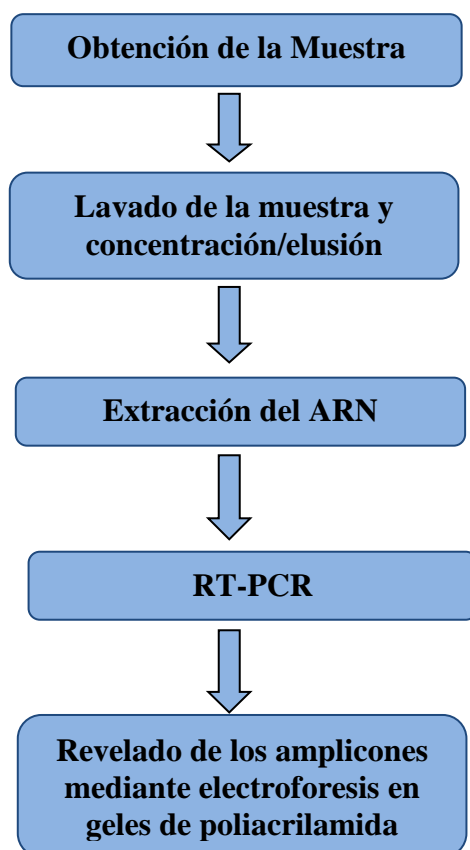 Obtención de la Muestra
Lavado de la muestra y
concentración/elusión
Extracción del ARN
RT-PCR
Revelado de los amplicones
mediante electroforesis en
geles de poliacrilamida